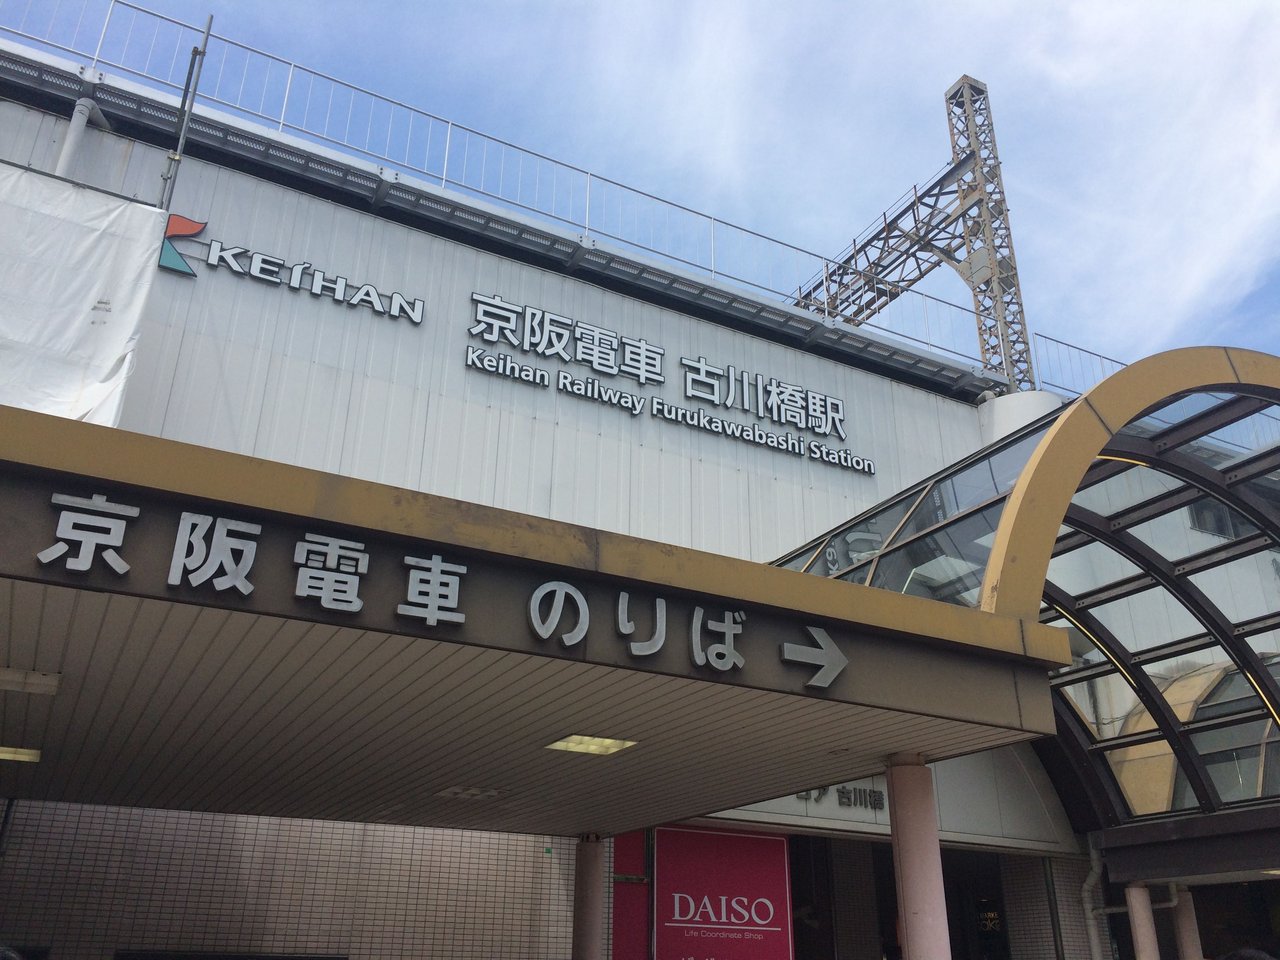 KEIHAN
京阪電車 古川橋駅
Keihan Railway Furukawabashi Station
京阪電車 のりば →
古川橋
DAISO
Life Coordinate Shop